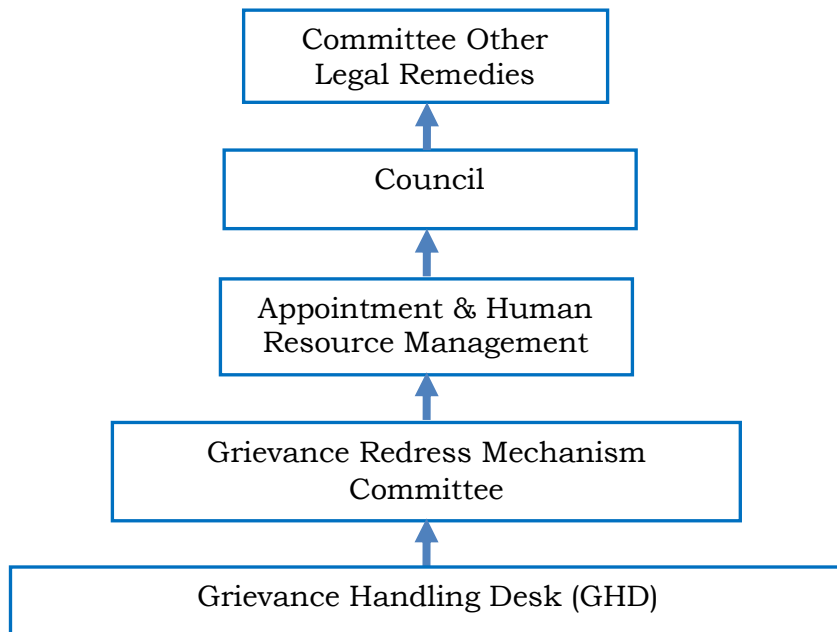 Committee Other
Legal Remedies
Council
Appointment & Human
Resource Management
Grievance Redress Mechanism
Committee
Grievance Handling Desk (GHD)